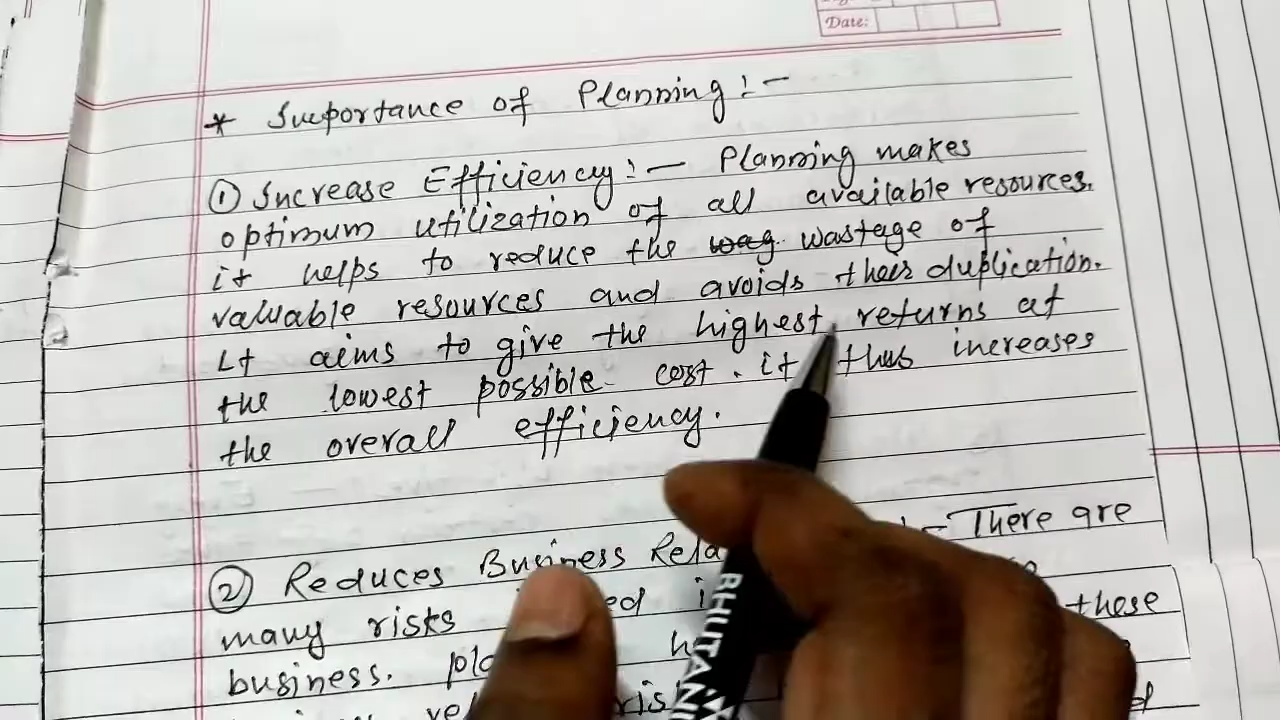 Date:
* Importance of Planning:-
① Increase Efficiency:- Planning makes
optimum utilization of all available resources.
it helps to reduce the wag wastage of
valuable resources and avoids their duplication.
It aims to give the highest returns at
the lowest possible cost. it thus increases
the overall efficiency.
② Reduces Business There are
many risks these
business.
BHUTANI